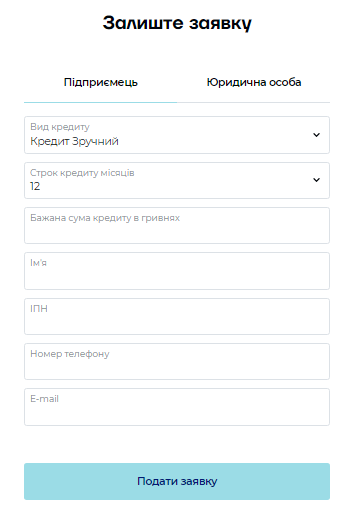 Залиште заявку
Підприємець Юридична особа
Вид кредиту
Кредит Зручний
Строк кредиту місяців
12
Бажана сума кредиту в гривнях
Ім'я
ІПН
Номер телефону
E-mail
Подати заявку